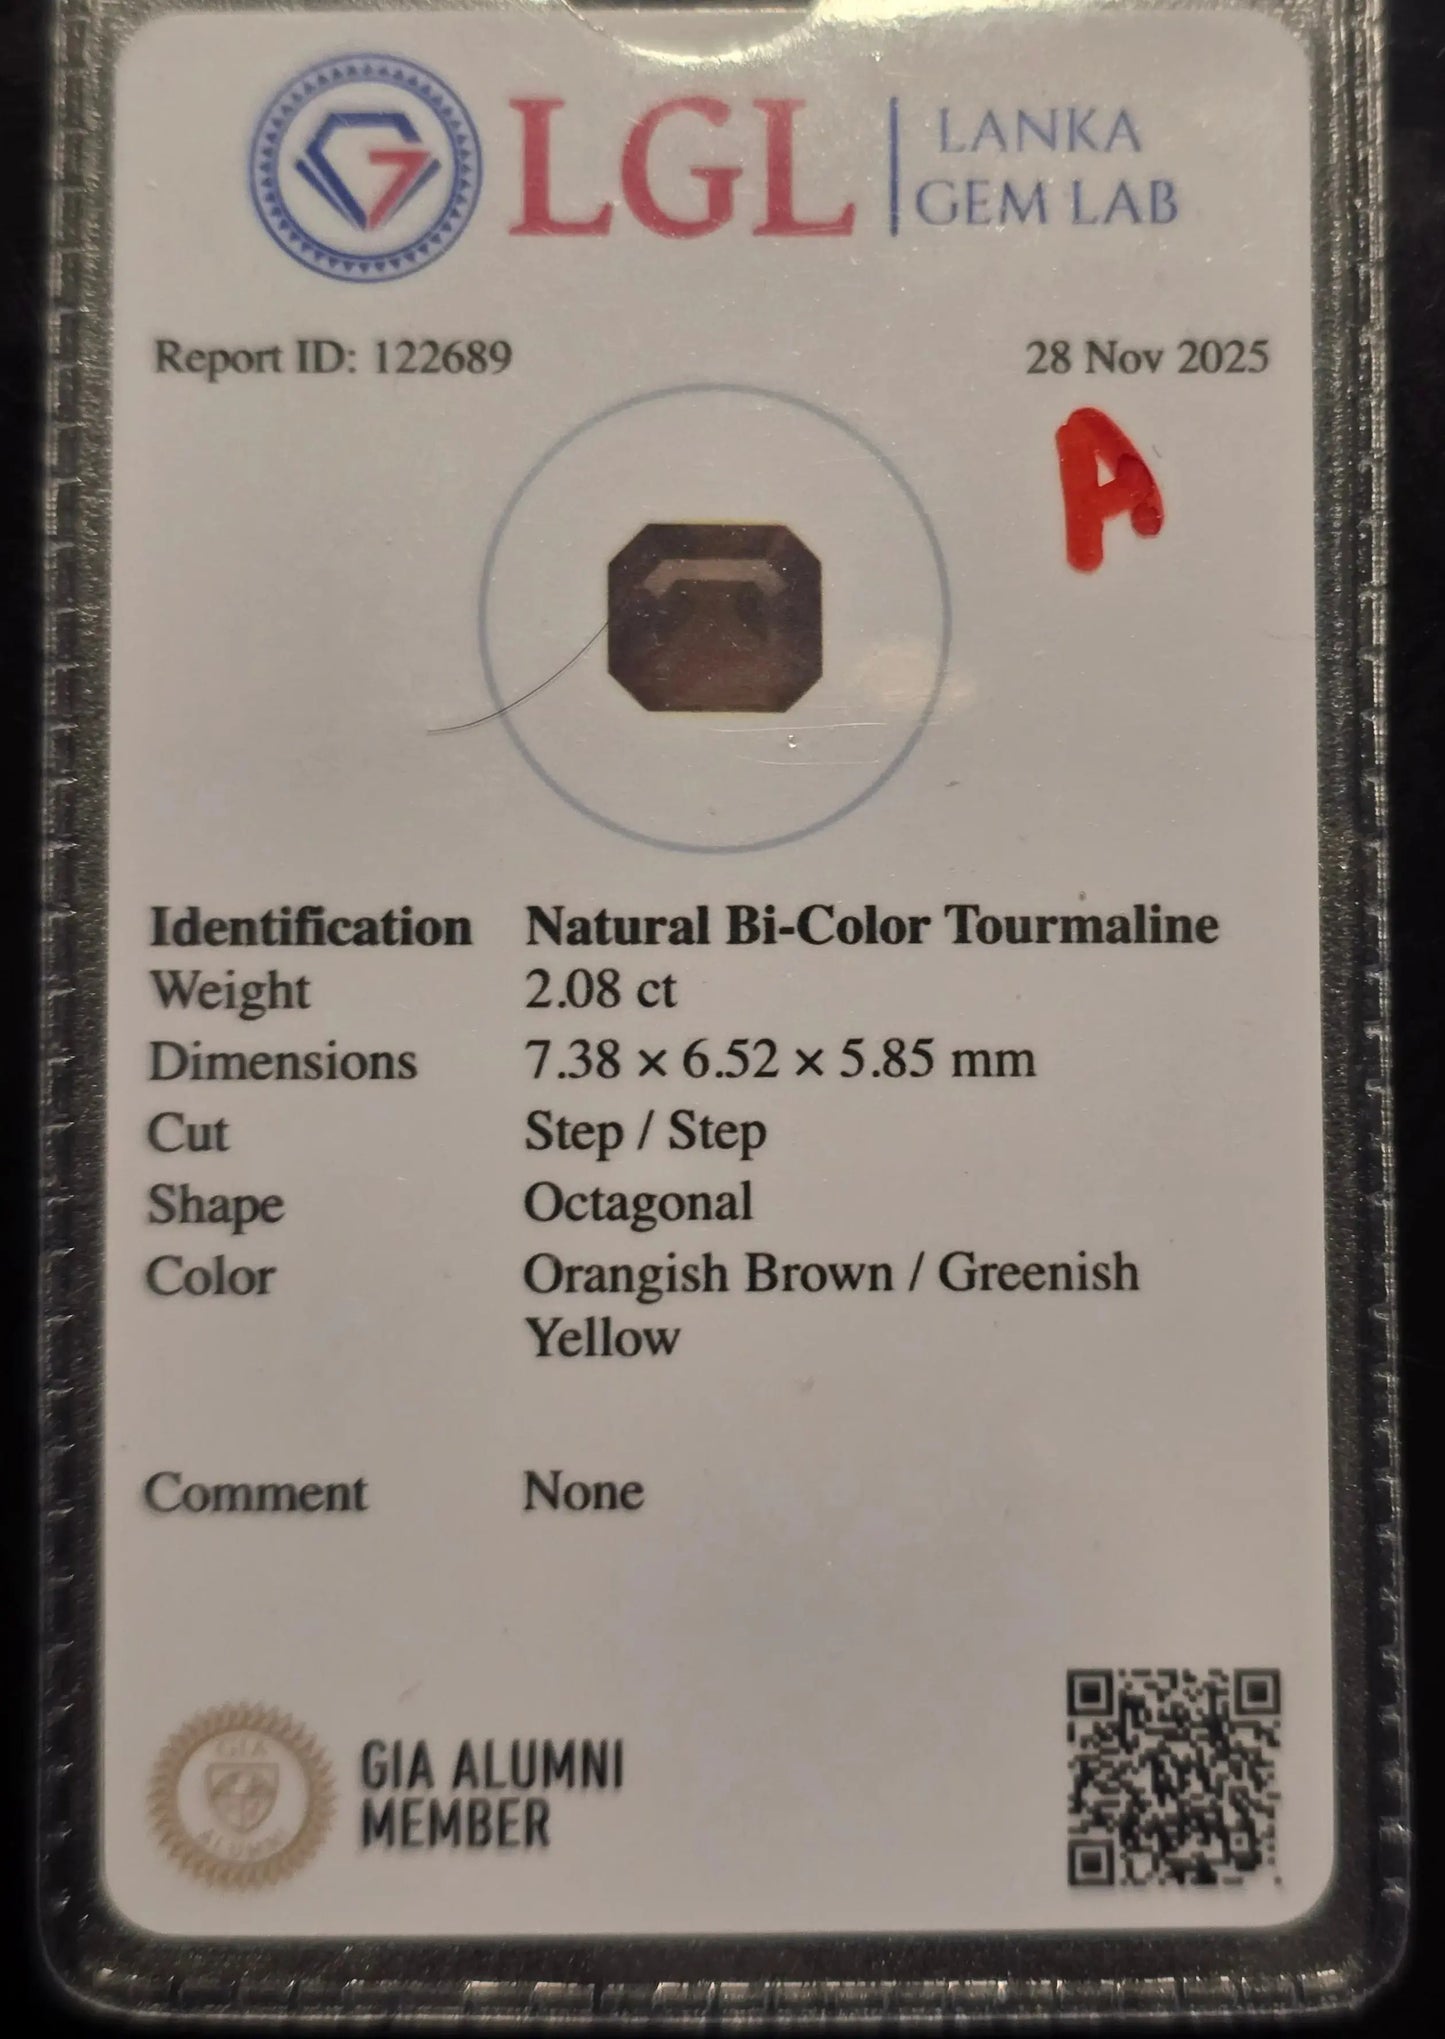 LGL
LANKA
GEM LAB
Report ID: 122689
28 Nov 2025
A
Identification Natural Bi-Color Tourmaline
Weight 2.08 ct
Dimensions 7.38 × 6.52 × 5.85 mm
Cut Step / Step
Shape Octagonal
Color Orangish Brown / Greenish
Yellow
Comment None
GIA
ALUMNI
GIA ALUMNI
MEMBER